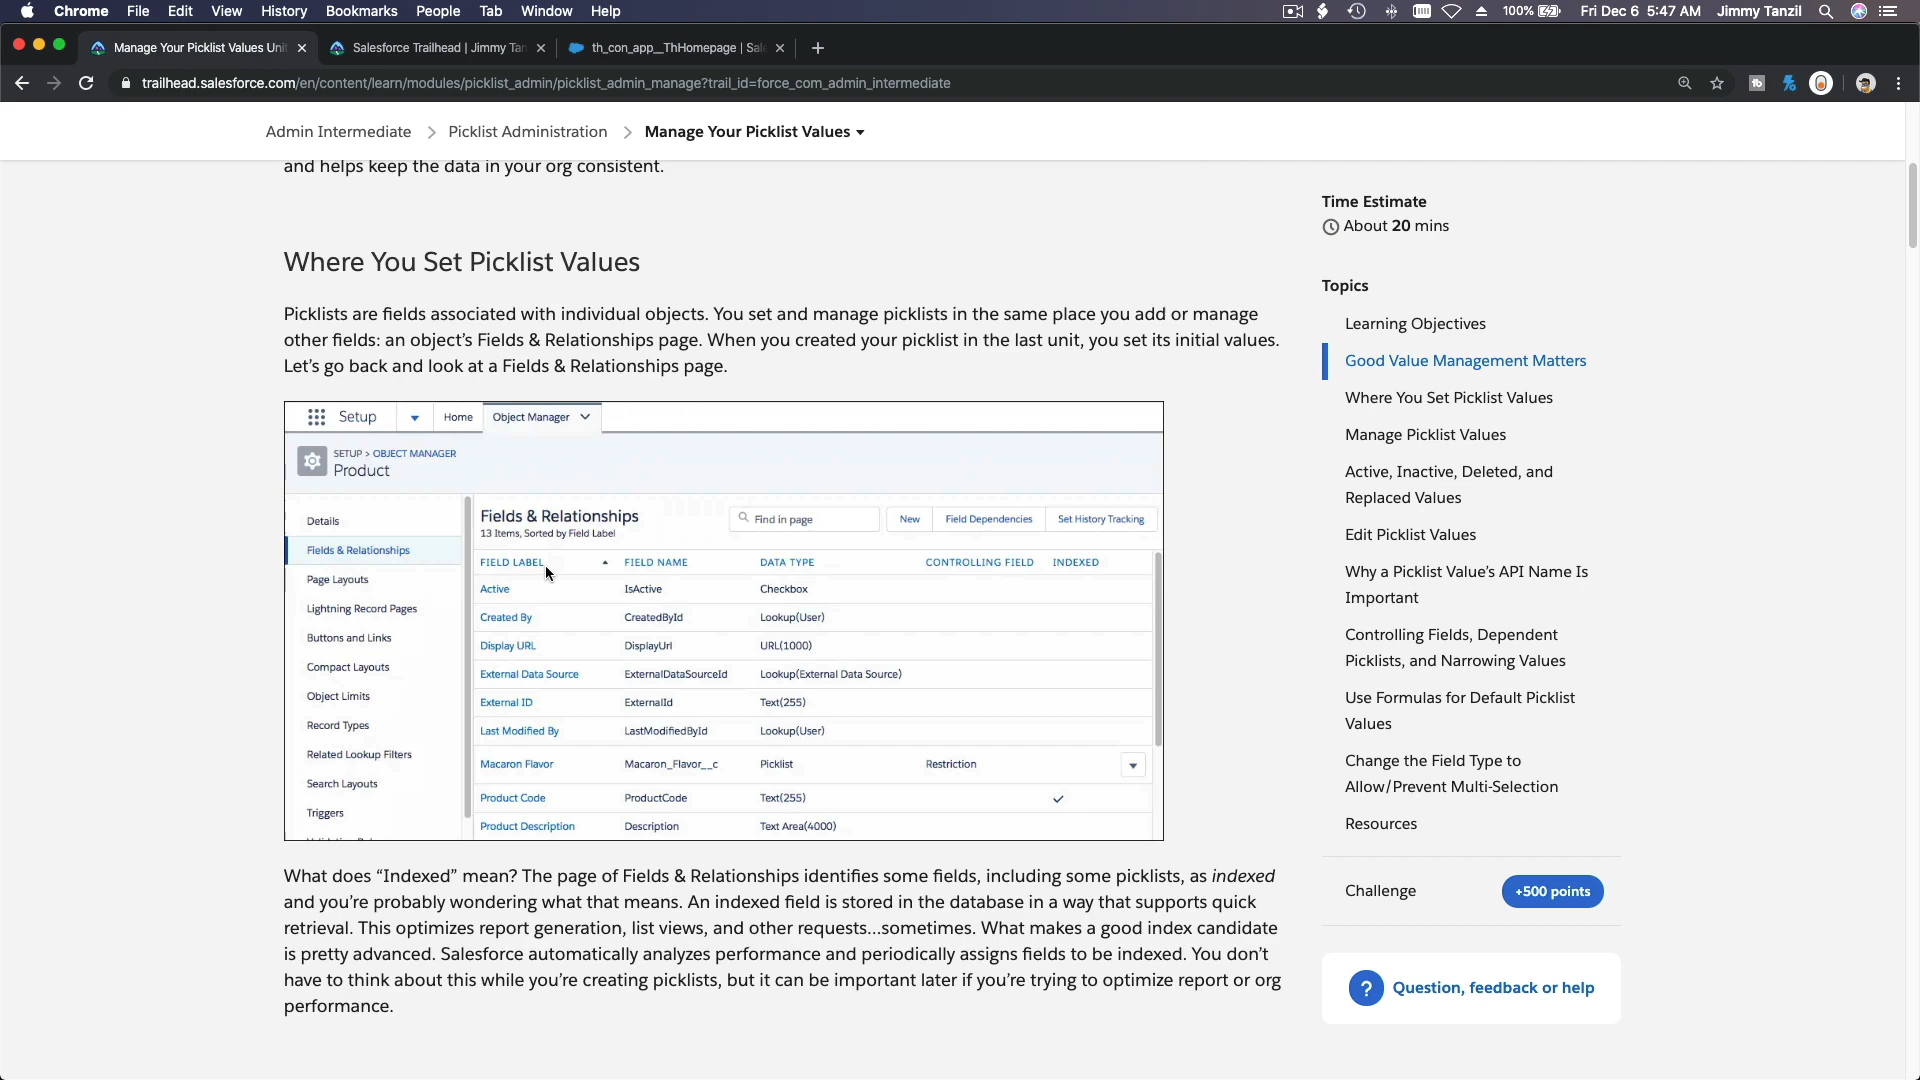 Chrome File Edit View History Bookmarks People Tab Window Help 100% Fri Dec 6 5:47 AM Jimmy Tanzil
Manage Your Picklist Values Unit Salesforce Trailhead | Jimmy Tan th_con_app__ThHomepage | Sal
trailhead.salesforce.com/en/content/learn/modules/picklist_admin/picklist_admin_manage?trail_id=force_com_admin_intermediate
Admin Intermediate Picklist Administration Manage Your Picklist Values
and helps keep the data in your org consistent.
Where You Set Picklist Values
Picklists are fields associated with individual objects. You set and manage picklists in the same place you add or manage
other fields: an object’s Fields & Relationships page. When you created your picklist in the last unit, you set its initial values.
Let’s go back and look at a Fields & Relationships page.
Setup Home Object Manager
SETUP > OBJECT MANAGER
Product
Details
Fields & Relationships
Page Layouts
Lightning Record Pages
Buttons and Links
Compact Layouts
Object Limits
Record Types
Related Lookup Filters
Search Layouts
Triggers
Fields & Relationships
13 Items, Sorted by Field Label
Find in page New Field Dependencies Set History Tracking
FIELD LABEL FIELD NAME DATA TYPE CONTROLLING FIELD INDEXED
Active IsActive Checkbox
Created By CreatedById Lookup(User)
Display URL DisplayUrl URL(1000)
External Data Source ExternalDataSourceId Lookup(External Data Source)
External ID ExternalId Text(255)
Last Modified By LastModifiedById Lookup(User)
Macaron Flavor Macaron_Flavor__c Picklist Restriction
Product Code ProductCode Text(255)
Product Description Description Text Area(4000)
What does “Indexed” mean? The page of Fields & Relationships identifies some fields, including some picklists, as indexed
and you’re probably wondering what that means. An indexed field is stored in the database in a way that supports quick
retrieval. This optimizes report generation, list views, and other requests...sometimes. What makes a good index candidate
is pretty advanced. Salesforce automatically analyzes performance and periodically assigns fields to be indexed. You don’t
have to think about this while you’re creating picklists, but it can be important later if you’re trying to optimize report or org
performance.
Time Estimate
About 20 mins
Topics
Learning Objectives
Good Value Management Matters
Where You Set Picklist Values
Manage Picklist Values
Active, Inactive, Deleted, and
Replaced Values
Edit Picklist Values
Why a Picklist Value’s API Name Is
Important
Controlling Fields, Dependent
Picklists, and Narrowing Values
Use Formulas for Default Picklist
Values
Change the Field Type to
Allow/Prevent Multi-Selection
Resources
Challenge +500 points
? Question, feedback or help